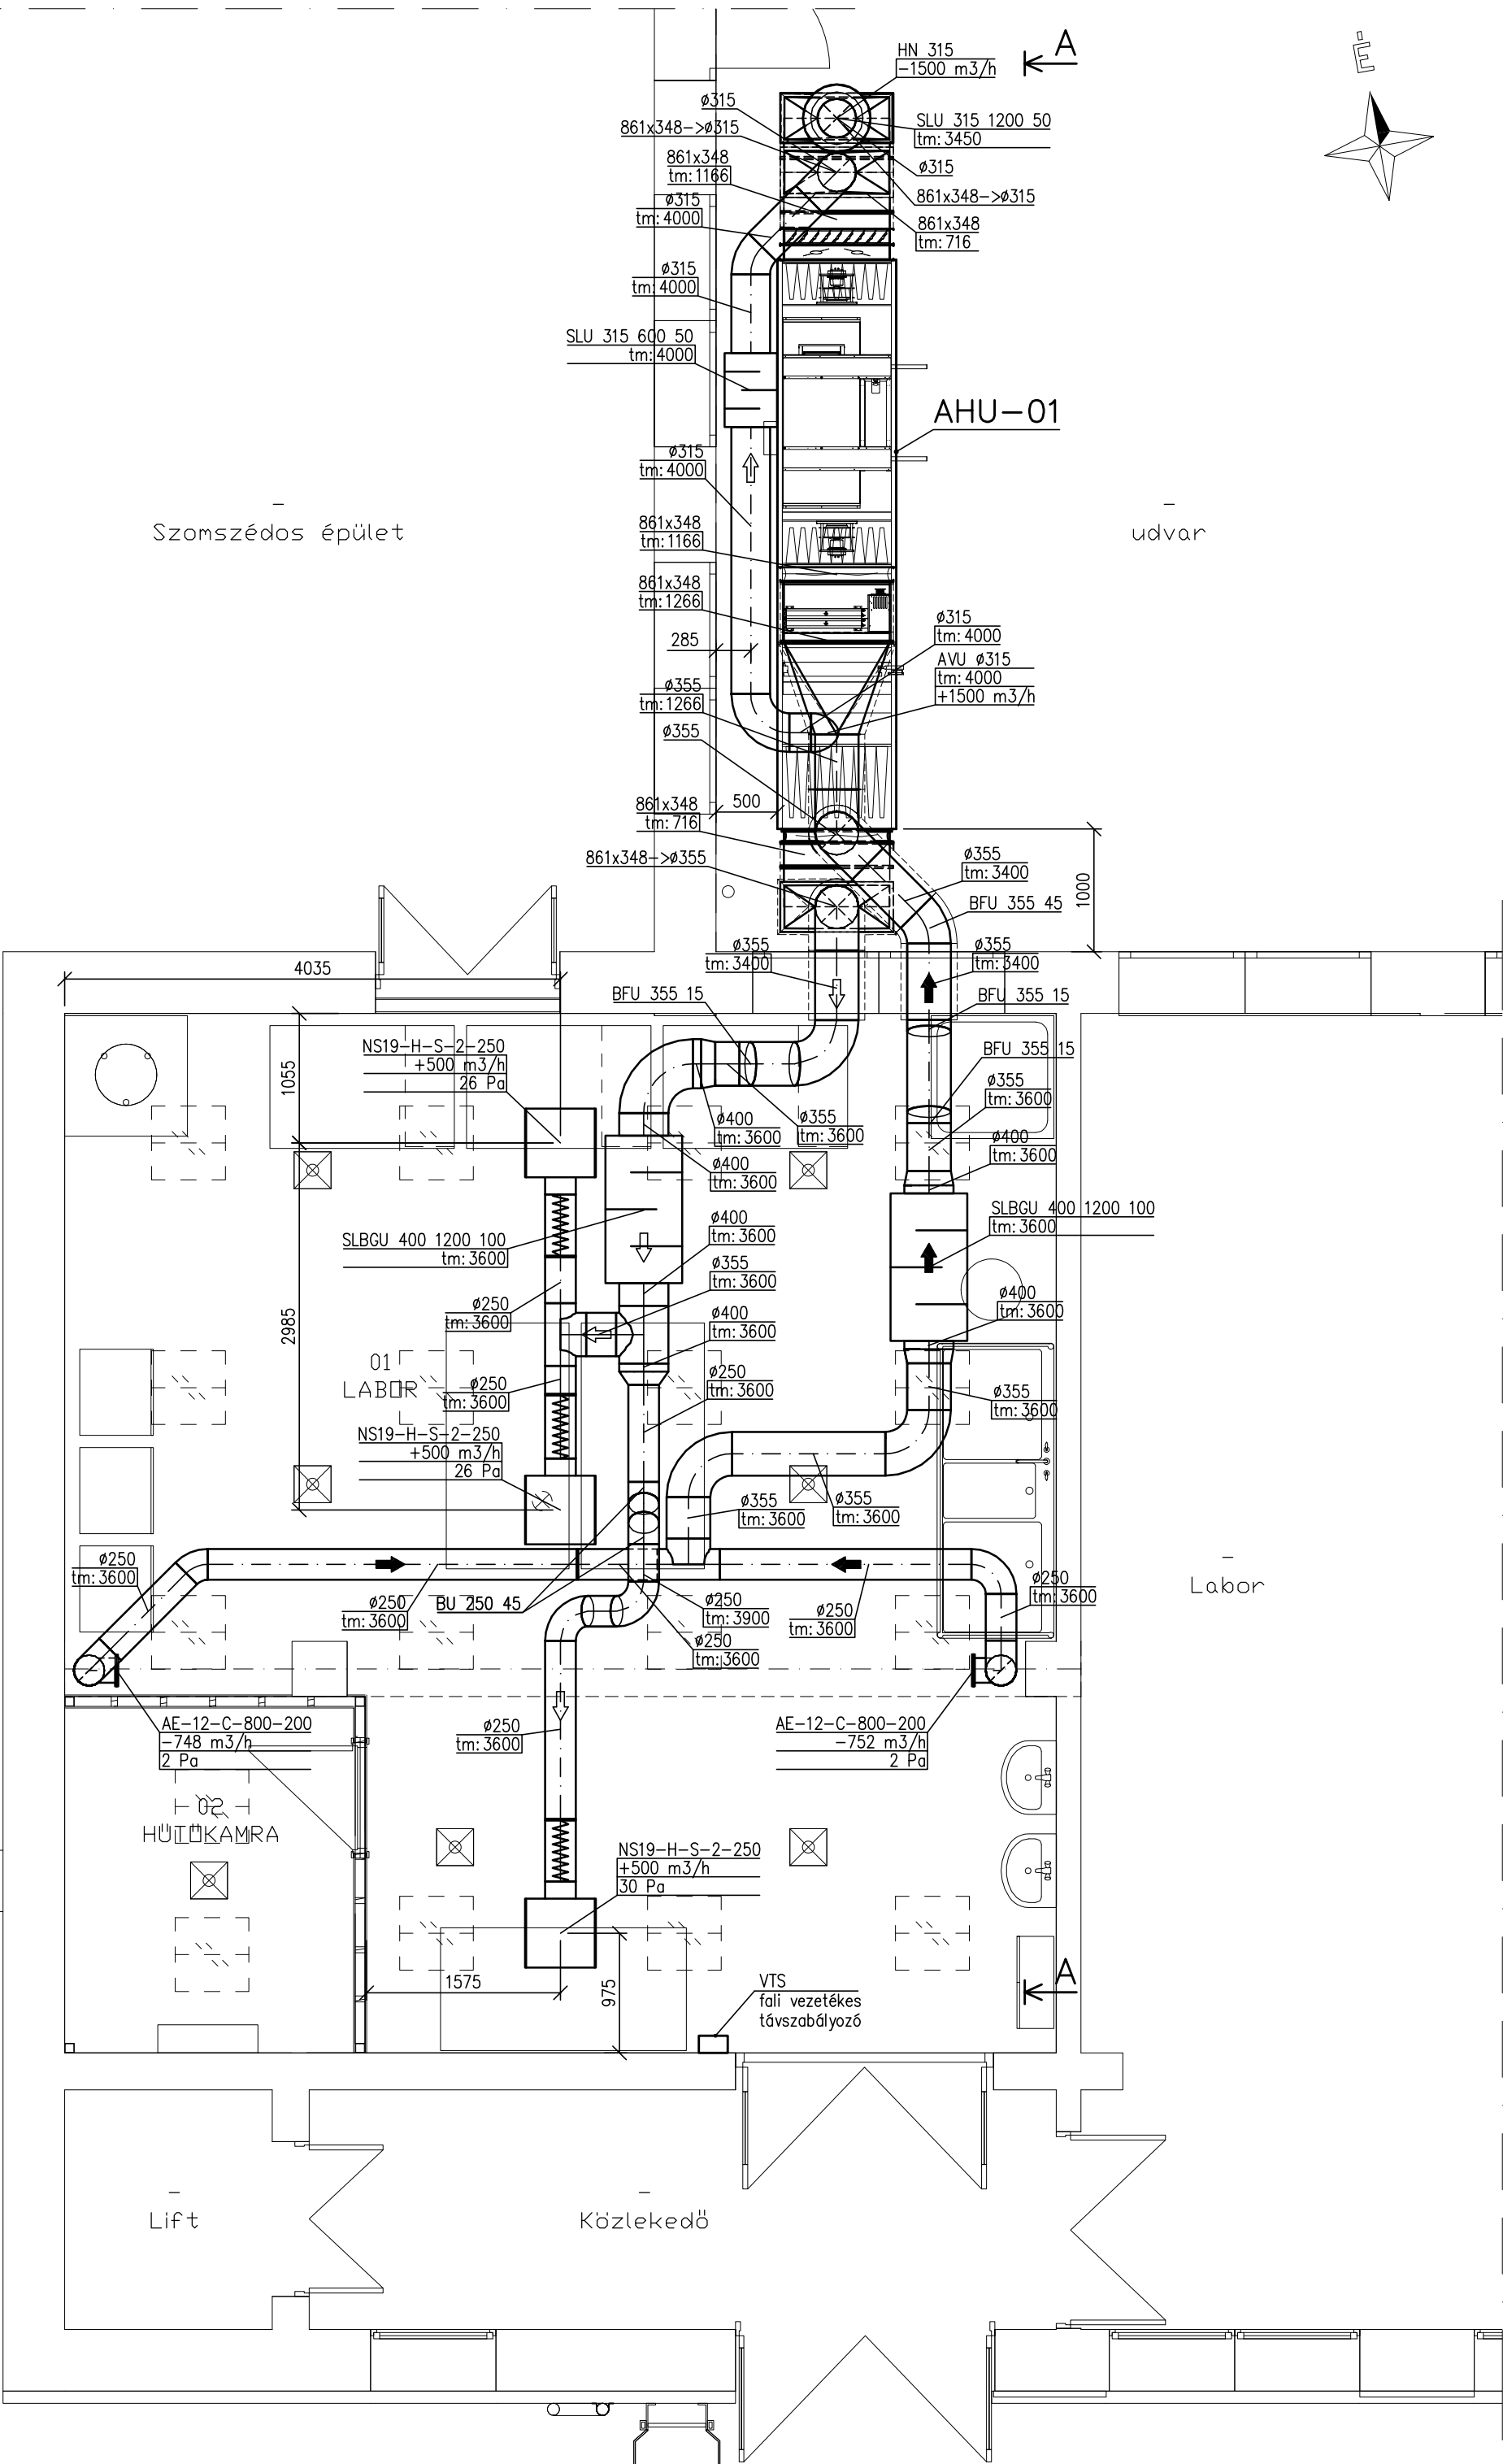 HN 315
-1500 m3/h
A
É
ø315
861x348->ø315
SLU 315 1200 50
tm: 3450
861x348
tm: 1166
ø315
861x348->ø315
ø315
tm: 4000
861x348
tm: 716
ø315
tm: 4000
SLU 315 600 50
tm: 4000
AHU-01
ø315
tm: 4000
Szomszédos épület
udvar
861x348
tm: 1166
861x348
tm: 1266
285
ø315
tm: 4000
AVU ø315
tm: 4000
+1500 m3/h
ø355
tm: 1266
ø355
500
861x348
tm: 716
861x348->ø355
ø355
tm: 3400
BFU 355 45
1000
ø355
tm: 3400
ø355
tm: 3400
4035
BFU 355 15
BFU 355 15
NS19-H-S-2-250
+500 m3/h
26 Pa
1055
BFU 355 15
ø355
tm: 3600
ø400
tm: 3600
ø355
tm: 3600
ø400
tm: 3600
ø400
tm: 3600
SLBGU 400 1200 100
tm: 3600
SLBGU 400 1200 100
tm: 3600
ø400
tm: 3600
ø355
tm: 3600
ø250
tm: 3600
ø400
tm: 3600
ø400
tm: 3600
2985
01
LABOR
ø250
tm: 3600
ø250
tm: 3600
ø355
tm: 3600
NS19-H-S-2-250
+500 m3/h
26 Pa
ø355
tm: 3600
ø355
tm: 3600
ø250
tm: 3600
ø250
tm: 3600
BU 250 45
ø250
tm: 3900
ø250
tm: 3600
ø250
tm: 3600
ø250
tm: 3600
Labor
AE-12-C-800-200
-748 m3/h
2 Pa
ø250
tm: 3600
AE-12-C-800-200
-752 m3/h
2 Pa
02
HŰTŐKAMRA
NS19-H-S-2-250
+500 m3/h
30 Pa
1575
975
VTS
fali vezetékes
távszabályozó
A
Lift
Közlekedő